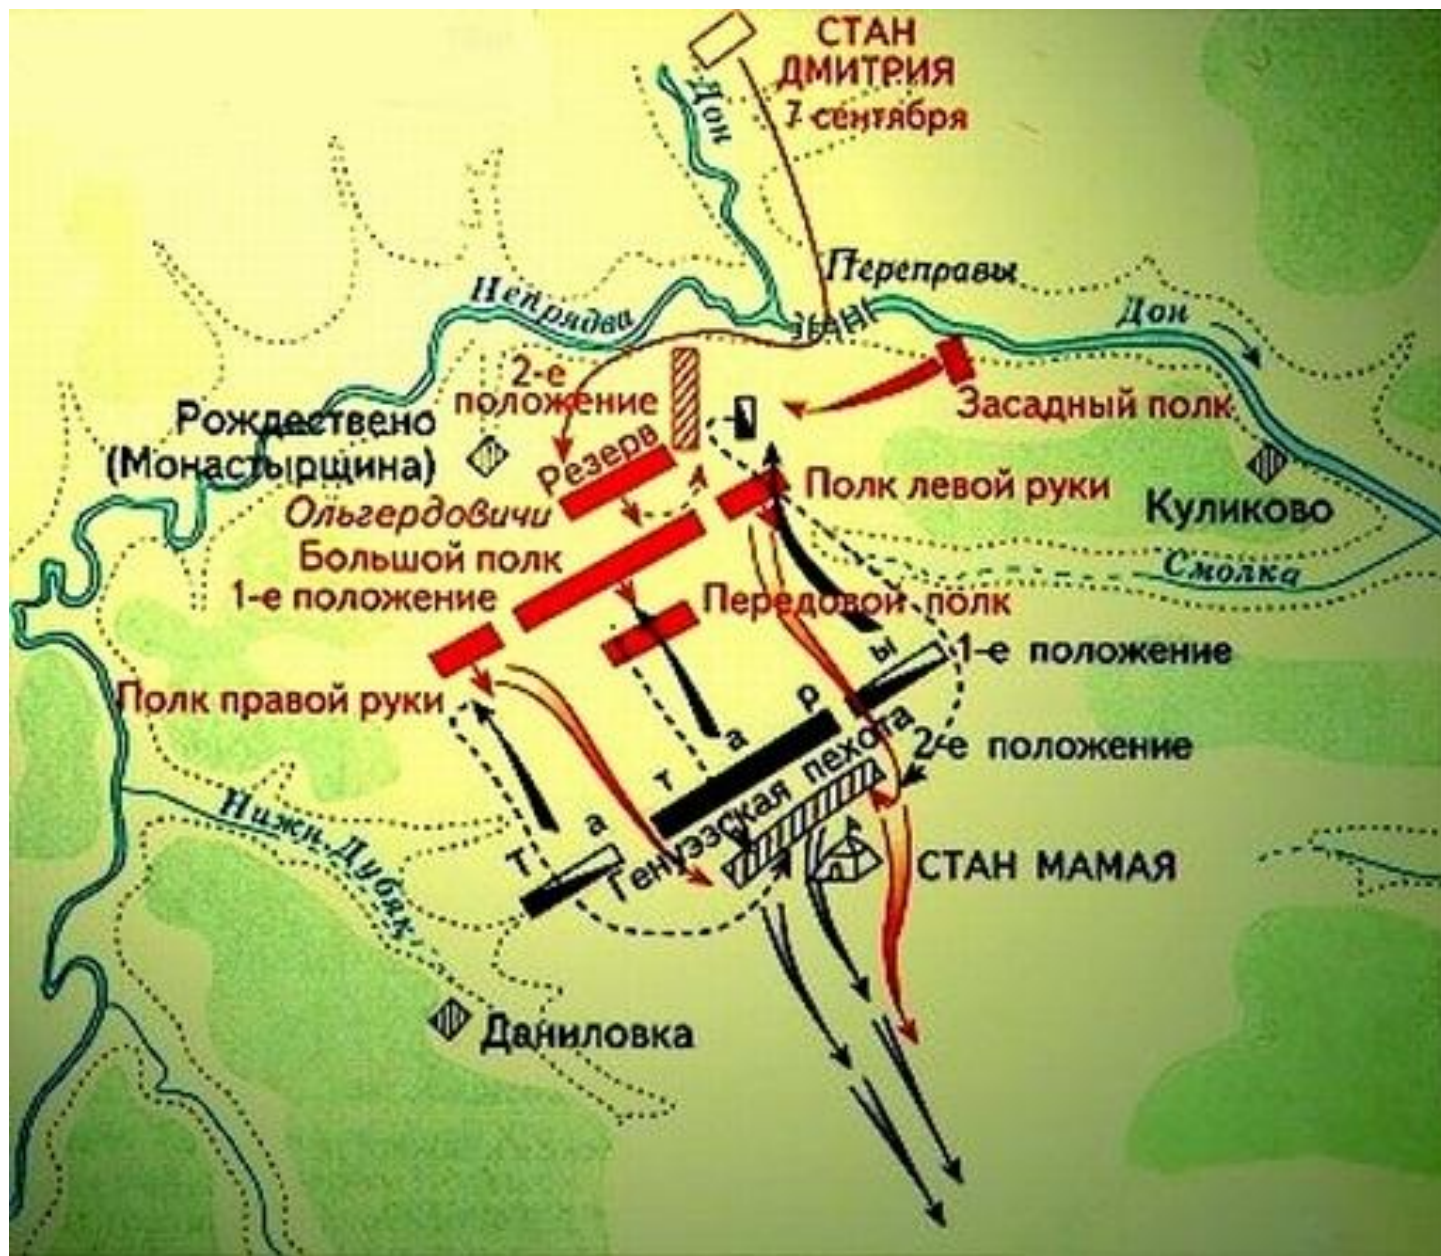 СТАН
ДМИТРИЯ
7 сентября
Дон
Переправы
Непрядва
Дон
2-е
положение
Засадный полк
Рождествено
(Монастырщина)
Резерв
Полк левой руки
Ольгердовичи
Куликово
Большой полк
1-е положение
Смолка
Передовой полк
1-е положение
Полк правой руки
2-е положение
Татары
Генуэзская пехота
Нижн. Дубяк
СТАН МАМАЯ
Даниловка